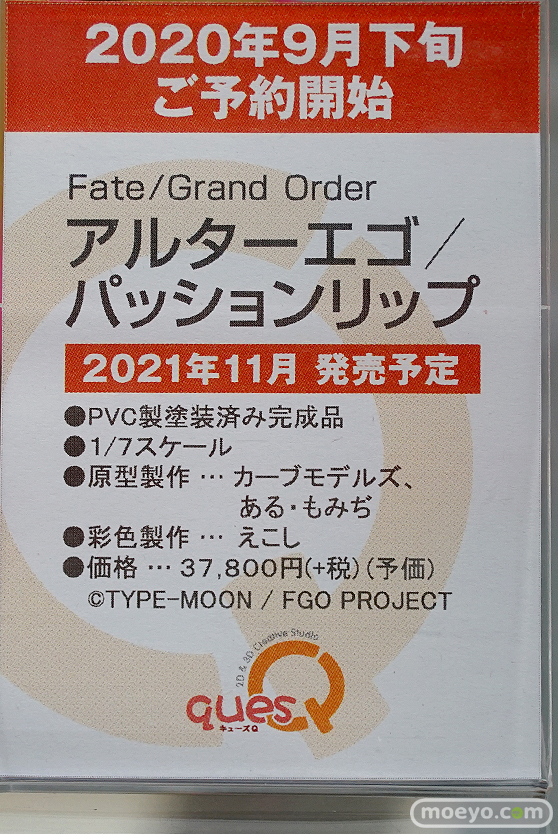 2020年9月下旬
ご予約開始
Fate/Grand Order
アルターエゴ/
パッションリップ
2021年11月 発売予定
●PVC製塗装済み完成品
●1/7スケール
●原型製作 … カーブモデルズ、
ある・もみぢ
●彩色製作 … えこし
●価格 … 37,800円(+税)(予価)
©TYPE-MOON / FGO PROJECT
2D & 3D Creative Studio
quesQ
キューズQ
moeyo.com